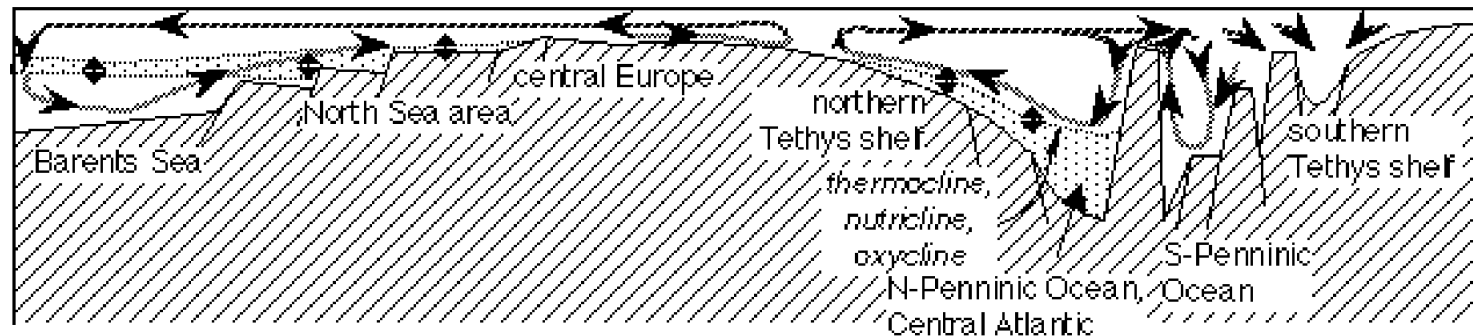 central Europe
North Sea area
Barents Sea
northern
Tethys shelf
thermocline,
nutricline,
oxycline
N-Penninic Ocean,
Central Atlantic
S-Penninic
Ocean
southern
Tethys shelf